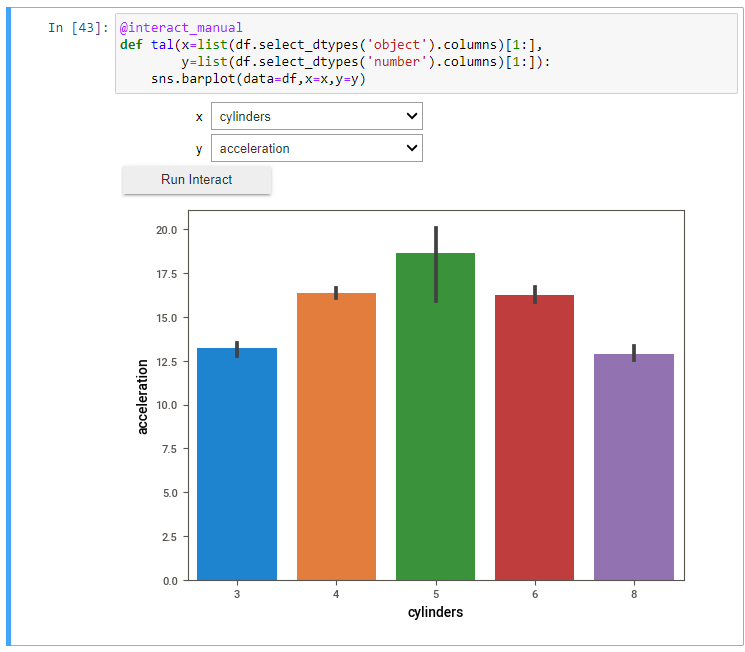 In [43]: @interact_manual
def tal(x=list(df.select_dtypes('object').columns)[1:],
y=list(df.select_dtypes('number').columns)[1:]):
sns.barplot(data=df,x=x,y=y)
x cylinders
y acceleration
Run Interact
20.0
17.5
15.0
12.5
10.0
7.5
5.0
2.5
0.0
acceleration
3 4 5 6 8
cylinders